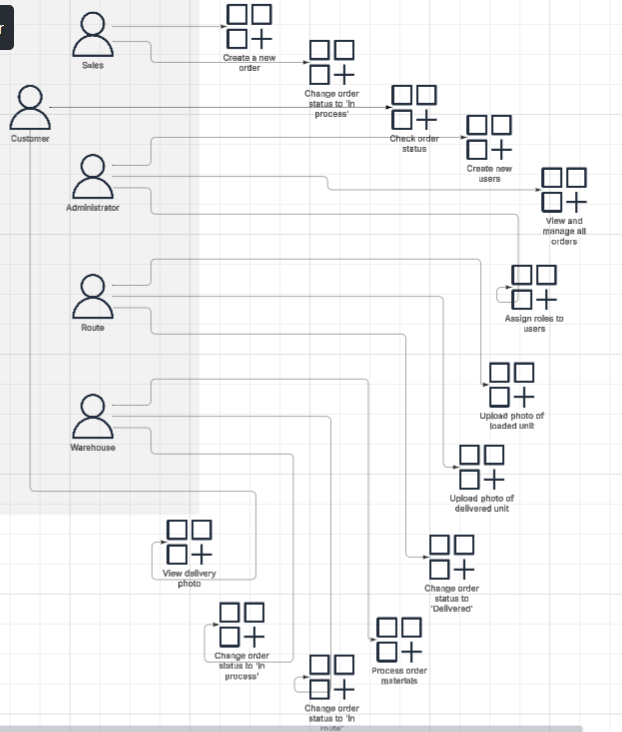 r
Sales
Create a new
order
Change order
status to 'In
process'
Customer
Check order
status
Create new
users
Administrator
View and
manage all
orders
Route
Assign roles to
users
Upload photo of
loaded unit
Warehouse
Upload photo of
delivered unit
View delivery
photo
Change order
status to
'Delivered'
Change order
status to 'In
process'
Process order
materials
Change order
status to 'In
route'